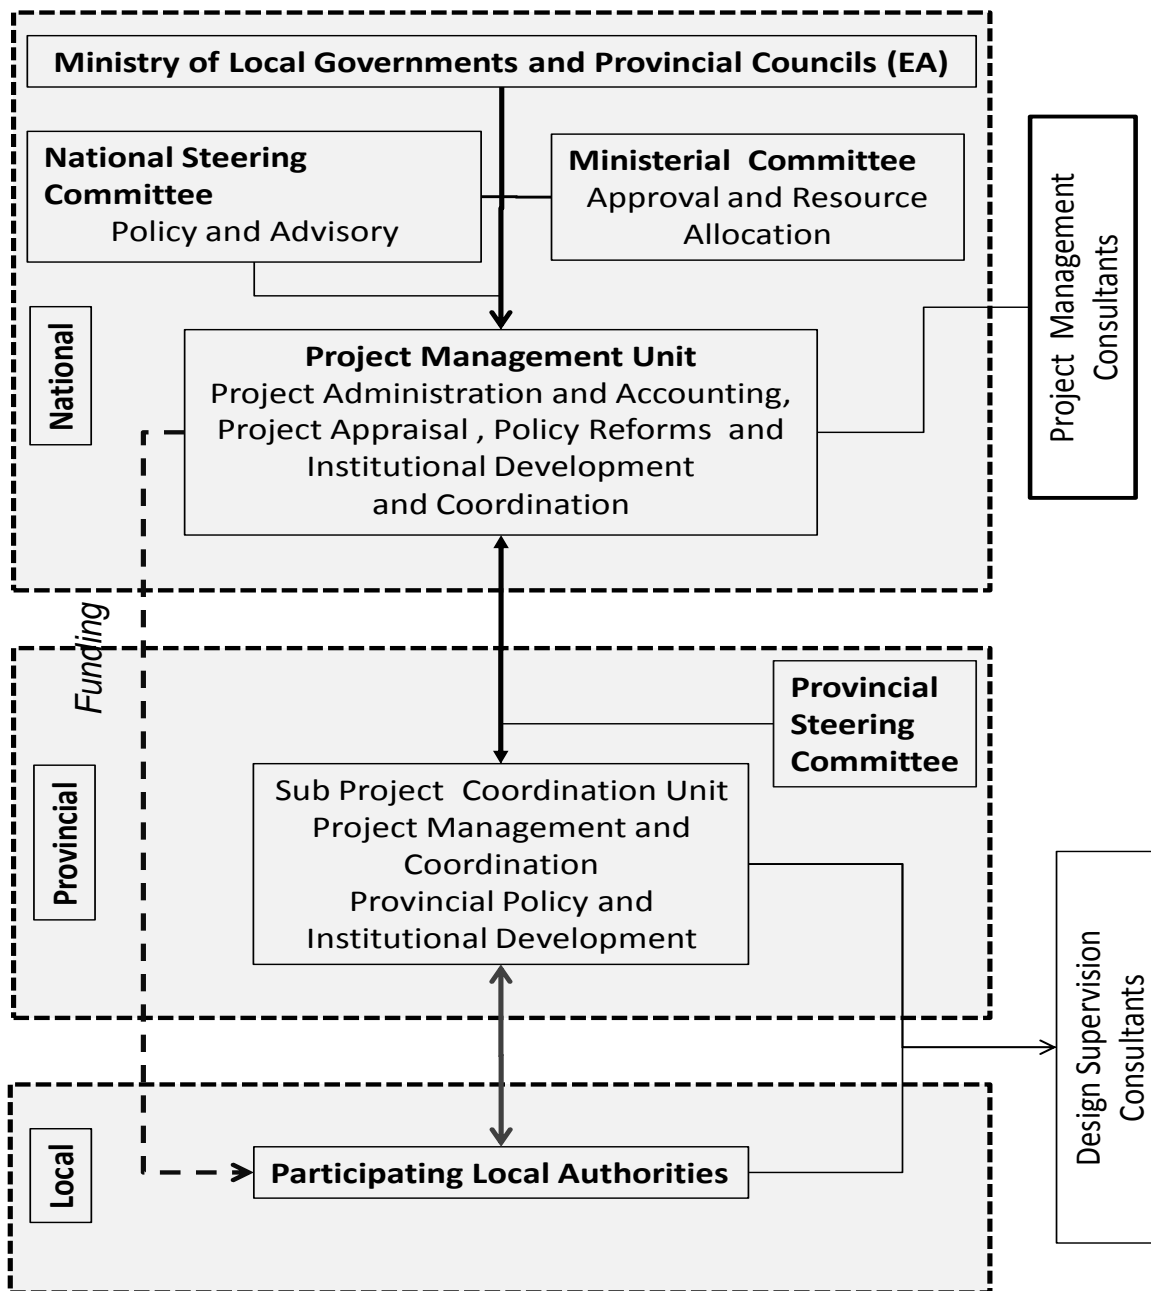 Ministry of Local Governments and Provincial Councils (EA)
National Steering
Committee
Policy and Advisory
Ministerial Committee
Approval and Resource
Allocation
Project Management
Consultants
National
Project Management Unit
Project Administration and Accounting,
Project Appraisal , Policy Reforms and
Institutional Development
and Coordination
Funding
Provincial
Steering
Committee
Provincial
Sub Project Coordination Unit
Project Management and
Coordination
Provincial Policy and
Institutional Development
Design Supervision
Consultants
Local
Participating Local Authorities